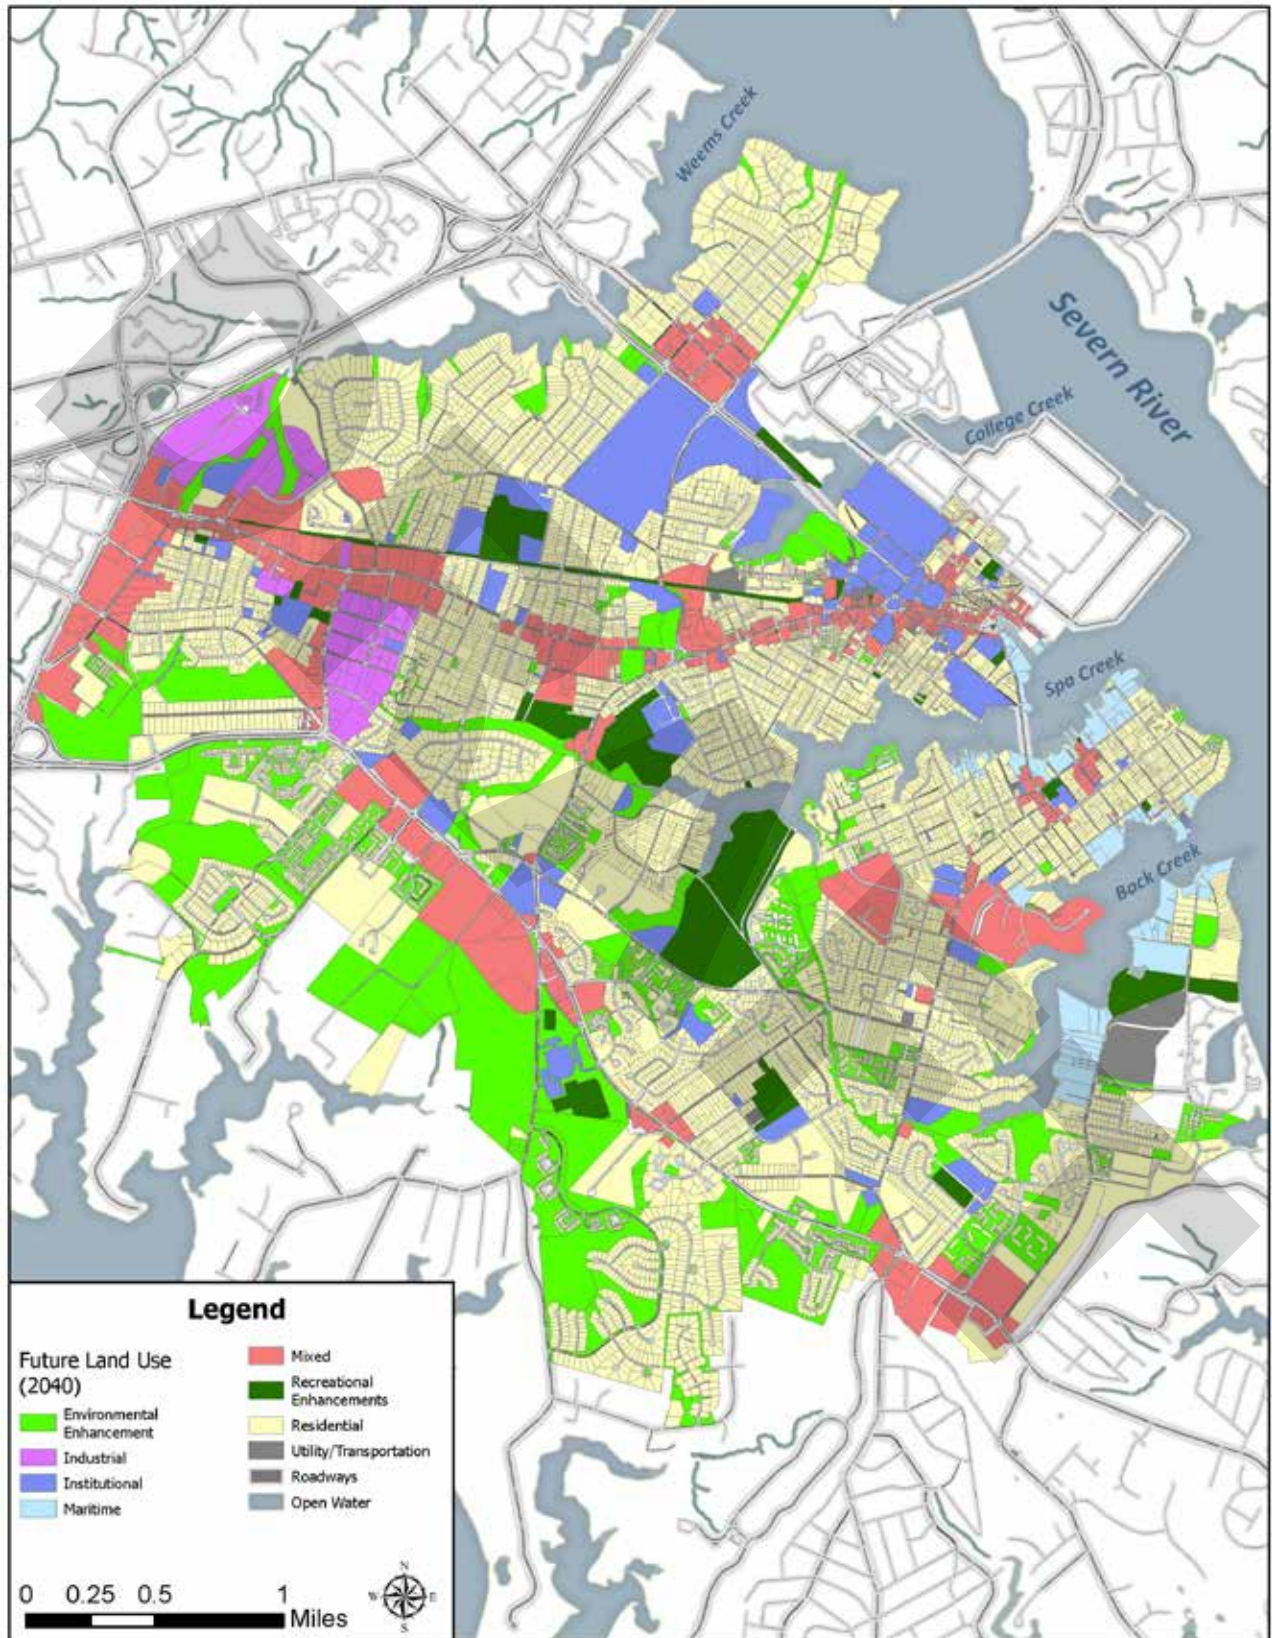 Weems Creek
Severn River
College Creek
Spa Creek
Back Creek
Legend
Future Land Use
(2040)
Environmental
Enhancement
Industrial
Institutional
Maritime
Mixed
Recreational
Enhancements
Residential
Utility/Transportation
Roadways
Open Water
0 0.25 0.5 1
Miles
N
W E
S